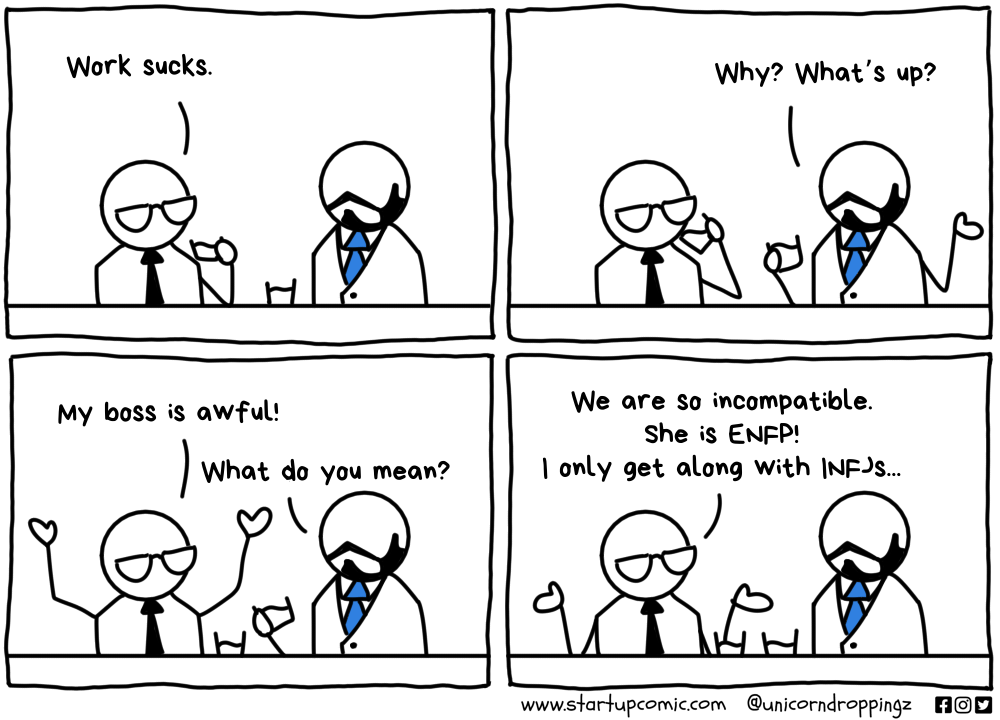 Work sucks.
Why? What's up?
My boss is awful!
What do you mean?
We are so incompatible.
She is ENFP!
I only get along with INFJs...
www.startupcomic.com @unicorndroppingz